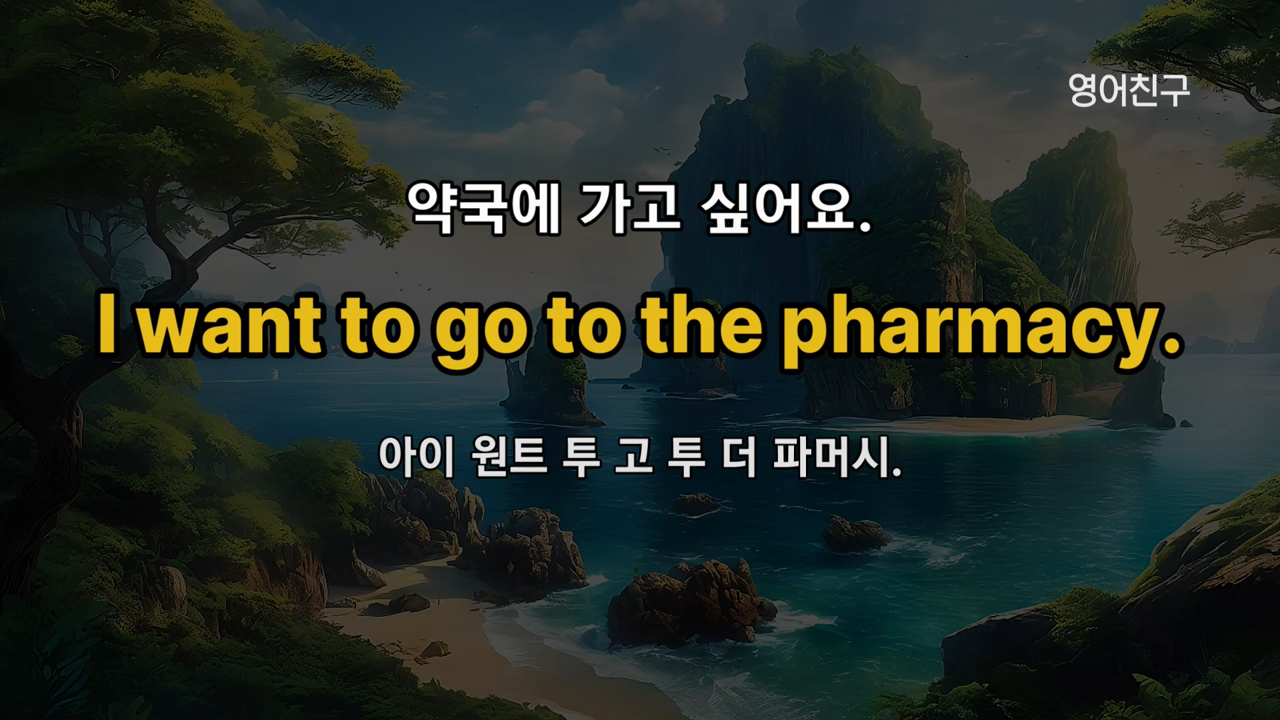 영어친구
약국에 가고 싶어요.
I want to go to the pharmacy.
아이 원트 투 고 투 더 파머시.